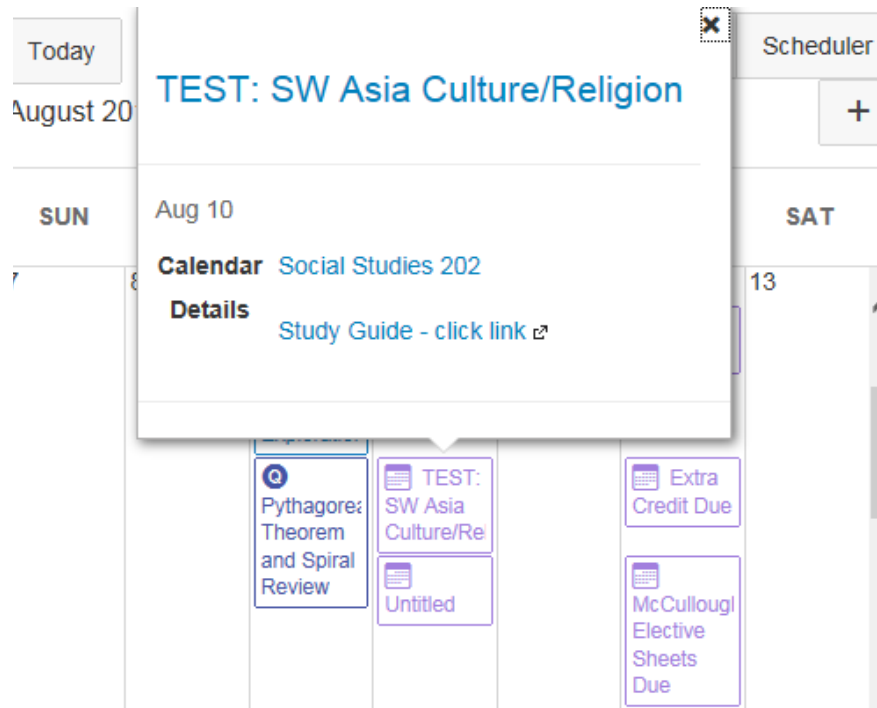 Today
Scheduler
August 20
+
TEST: SW Asia Culture/Religion
SUN
SAT
Aug 10
Calendar Social Studies 202
Details
Study Guide - click link
7
8
13
Q
Pythagorea
Theorem
and Spiral
Review
TEST:
SW Asia
Culture/Re
Untitled
Extra
Credit Due
McCullougl
Elective
Sheets
Due